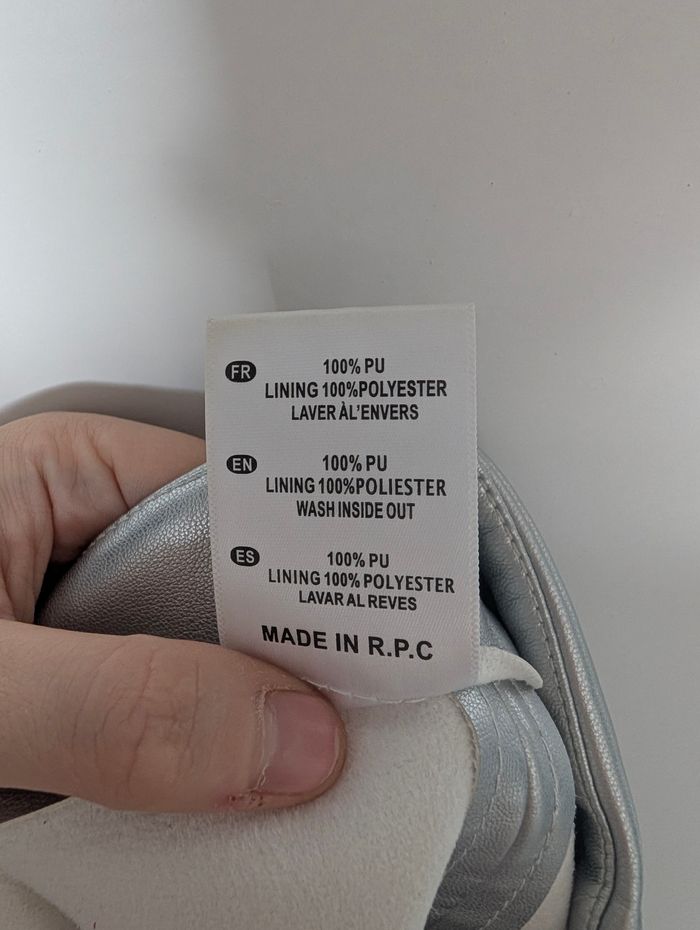 FR 100% PU
LINING 100%POLYESTER
LAVER ÀL'ENVERS
EN 100% PU
LINING 100%POLIESTER
WASH INSIDE OUT
ES 100% PU
LINING 100% POLYESTER
LAVAR AL REVES
MADE IN R.P.C